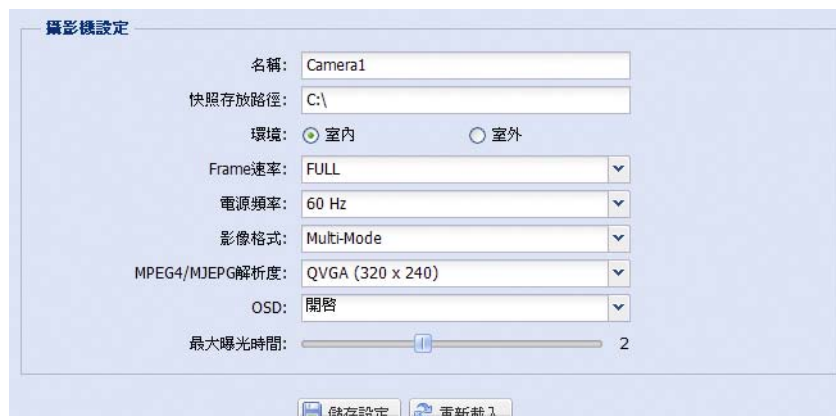 攝影機設定
名稱: Camera1
快照存放路徑: C:\
環境: 室內 室外
Frame速率: FULL
電源頻率: 60 Hz
影像格式: Multi-Mode
MPEG4/MJEPG解析度: QVGA (320 x 240)
OSD: 開啓
最大曝光時間: 2
儲存設定 重新載入